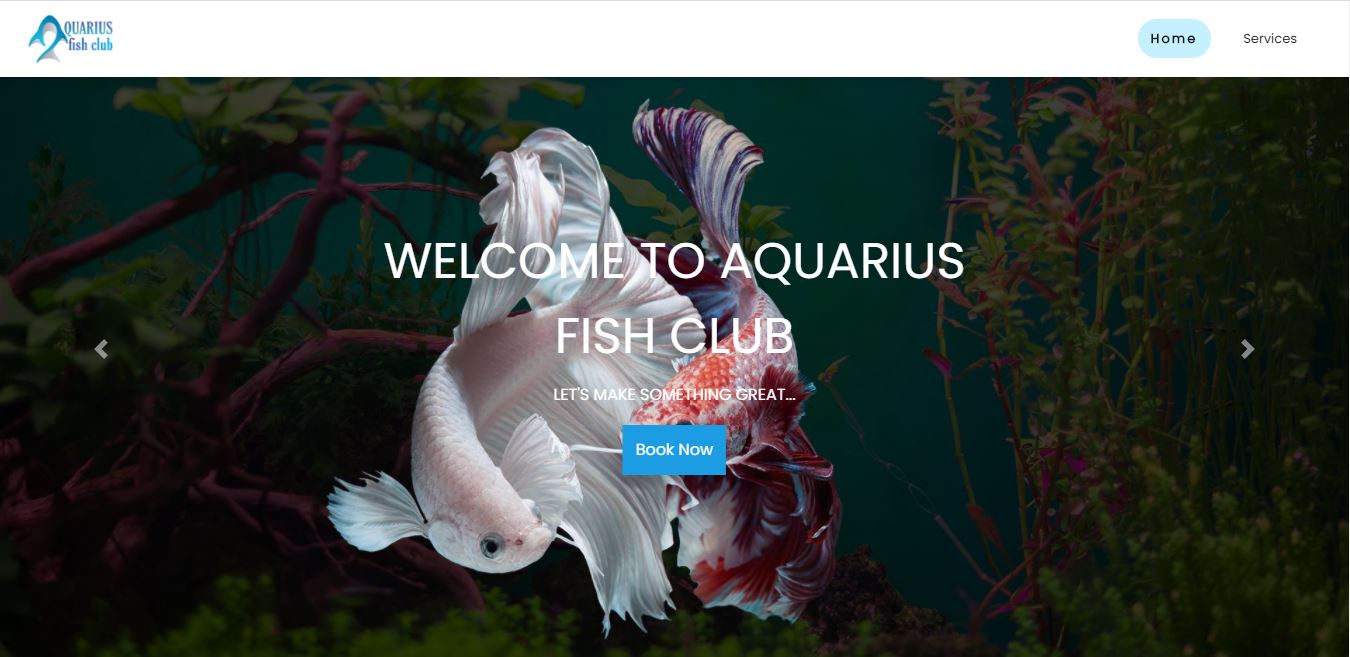 QUARIUS
fish club
Home
Services
WELCOME TO AQUARIUS
FISH CLUB
LET'S MAKE SOMETHING GREAT...
Book Now